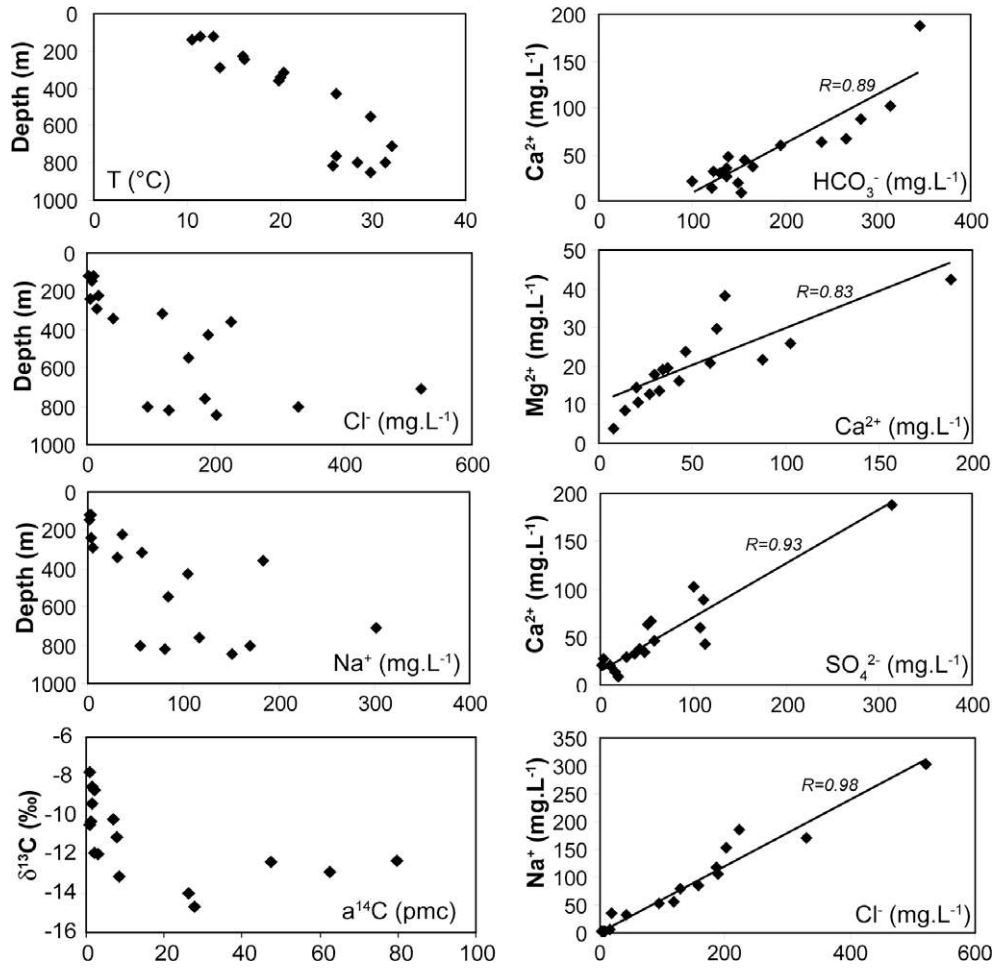 0
200
400
600
800
1000
Depth (m)
T (°C)
0 10 20 30 40
200
150
100
50
0
Ca²⁺ (mg.L⁻¹)
R=0.89
HCO₃⁻ (mg.L⁻¹)
0 100 200 300 400
0
200
400
600
800
1000
Depth (m)
Cl⁻ (mg.L⁻¹)
0 200 400 600
50
40
30
20
10
0
Mg²⁺ (mg.L⁻¹)
R=0.83
Ca²⁺ (mg.L⁻¹)
0 50 100 150 200
0
200
400
600
800
1000
Depth (m)
Na⁺ (mg.L⁻¹)
0 100 200 300 400
200
150
100
50
0
Ca²⁺ (mg.L⁻¹)
R=0.93
SO₄²⁻ (mg.L⁻¹)
0 100 200 300 400
-6
-8
-10
-12
-14
-16
δ¹³C (‰)
a¹⁴C (pmc)
0 20 40 60 80 100
350
300
250
200
150
100
50
0
Na⁺ (mg.L⁻¹)
R=0.98
Cl⁻ (mg.L⁻¹)
0 200 400 600